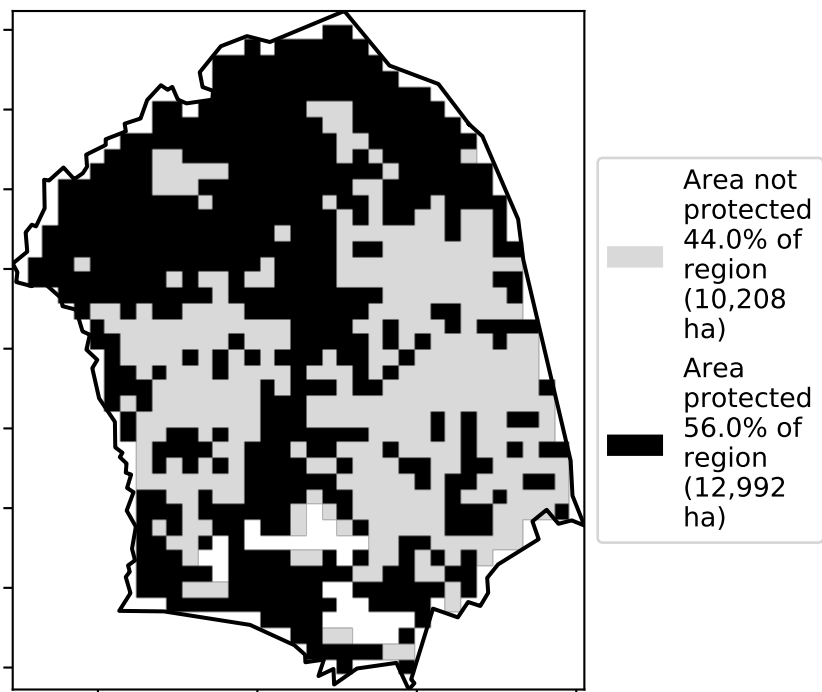 Area not
protected
44.0% of
region
(10,208
ha)
Area
protected
56.0% of
region
(12,992
ha)